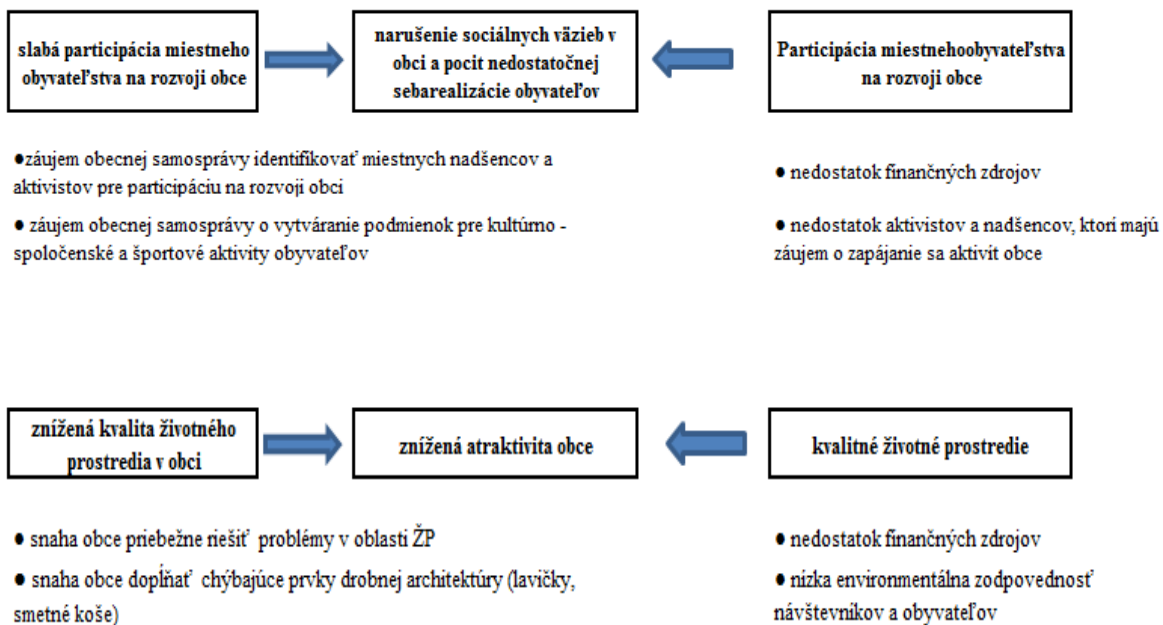 slabá participácia miestneho
obyvateľstva na rozvoji obce
narušenie sociálnych väzieb v
obci a pocit nedostatočnej
sebarealizácie obyvateľov
Participácia miestnehoobyvateľstva
na rozvoji obce
●záujem obecnej samosprávy identifikovať miestnych nadšencov a
aktivistov pre participáciu na rozvoji obci
● záujem obecnej samosprávy o vytváranie podmienok pre kultúrno -
spoločenské a športové aktivity obyvateľov
● nedostatok finančných zdrojov
● nedostatok aktivistov a nadšencov, ktorí majú
záujem o zapájanie sa aktivít obce
znížená kvalita životného
prostredia v obci
znížená atraktivita obce
kvalitné životné prostredie
● snaha obce priebežne riešiť problémy v oblasti ŽP
● snaha obce dopĺňať chýbajúce prvky drobnej architektúry (lavičky,
smetné koše)
● nedostatok finančných zdrojov
● nízka environmentálna zodpovednosť
návštevníkov a obyvateľov